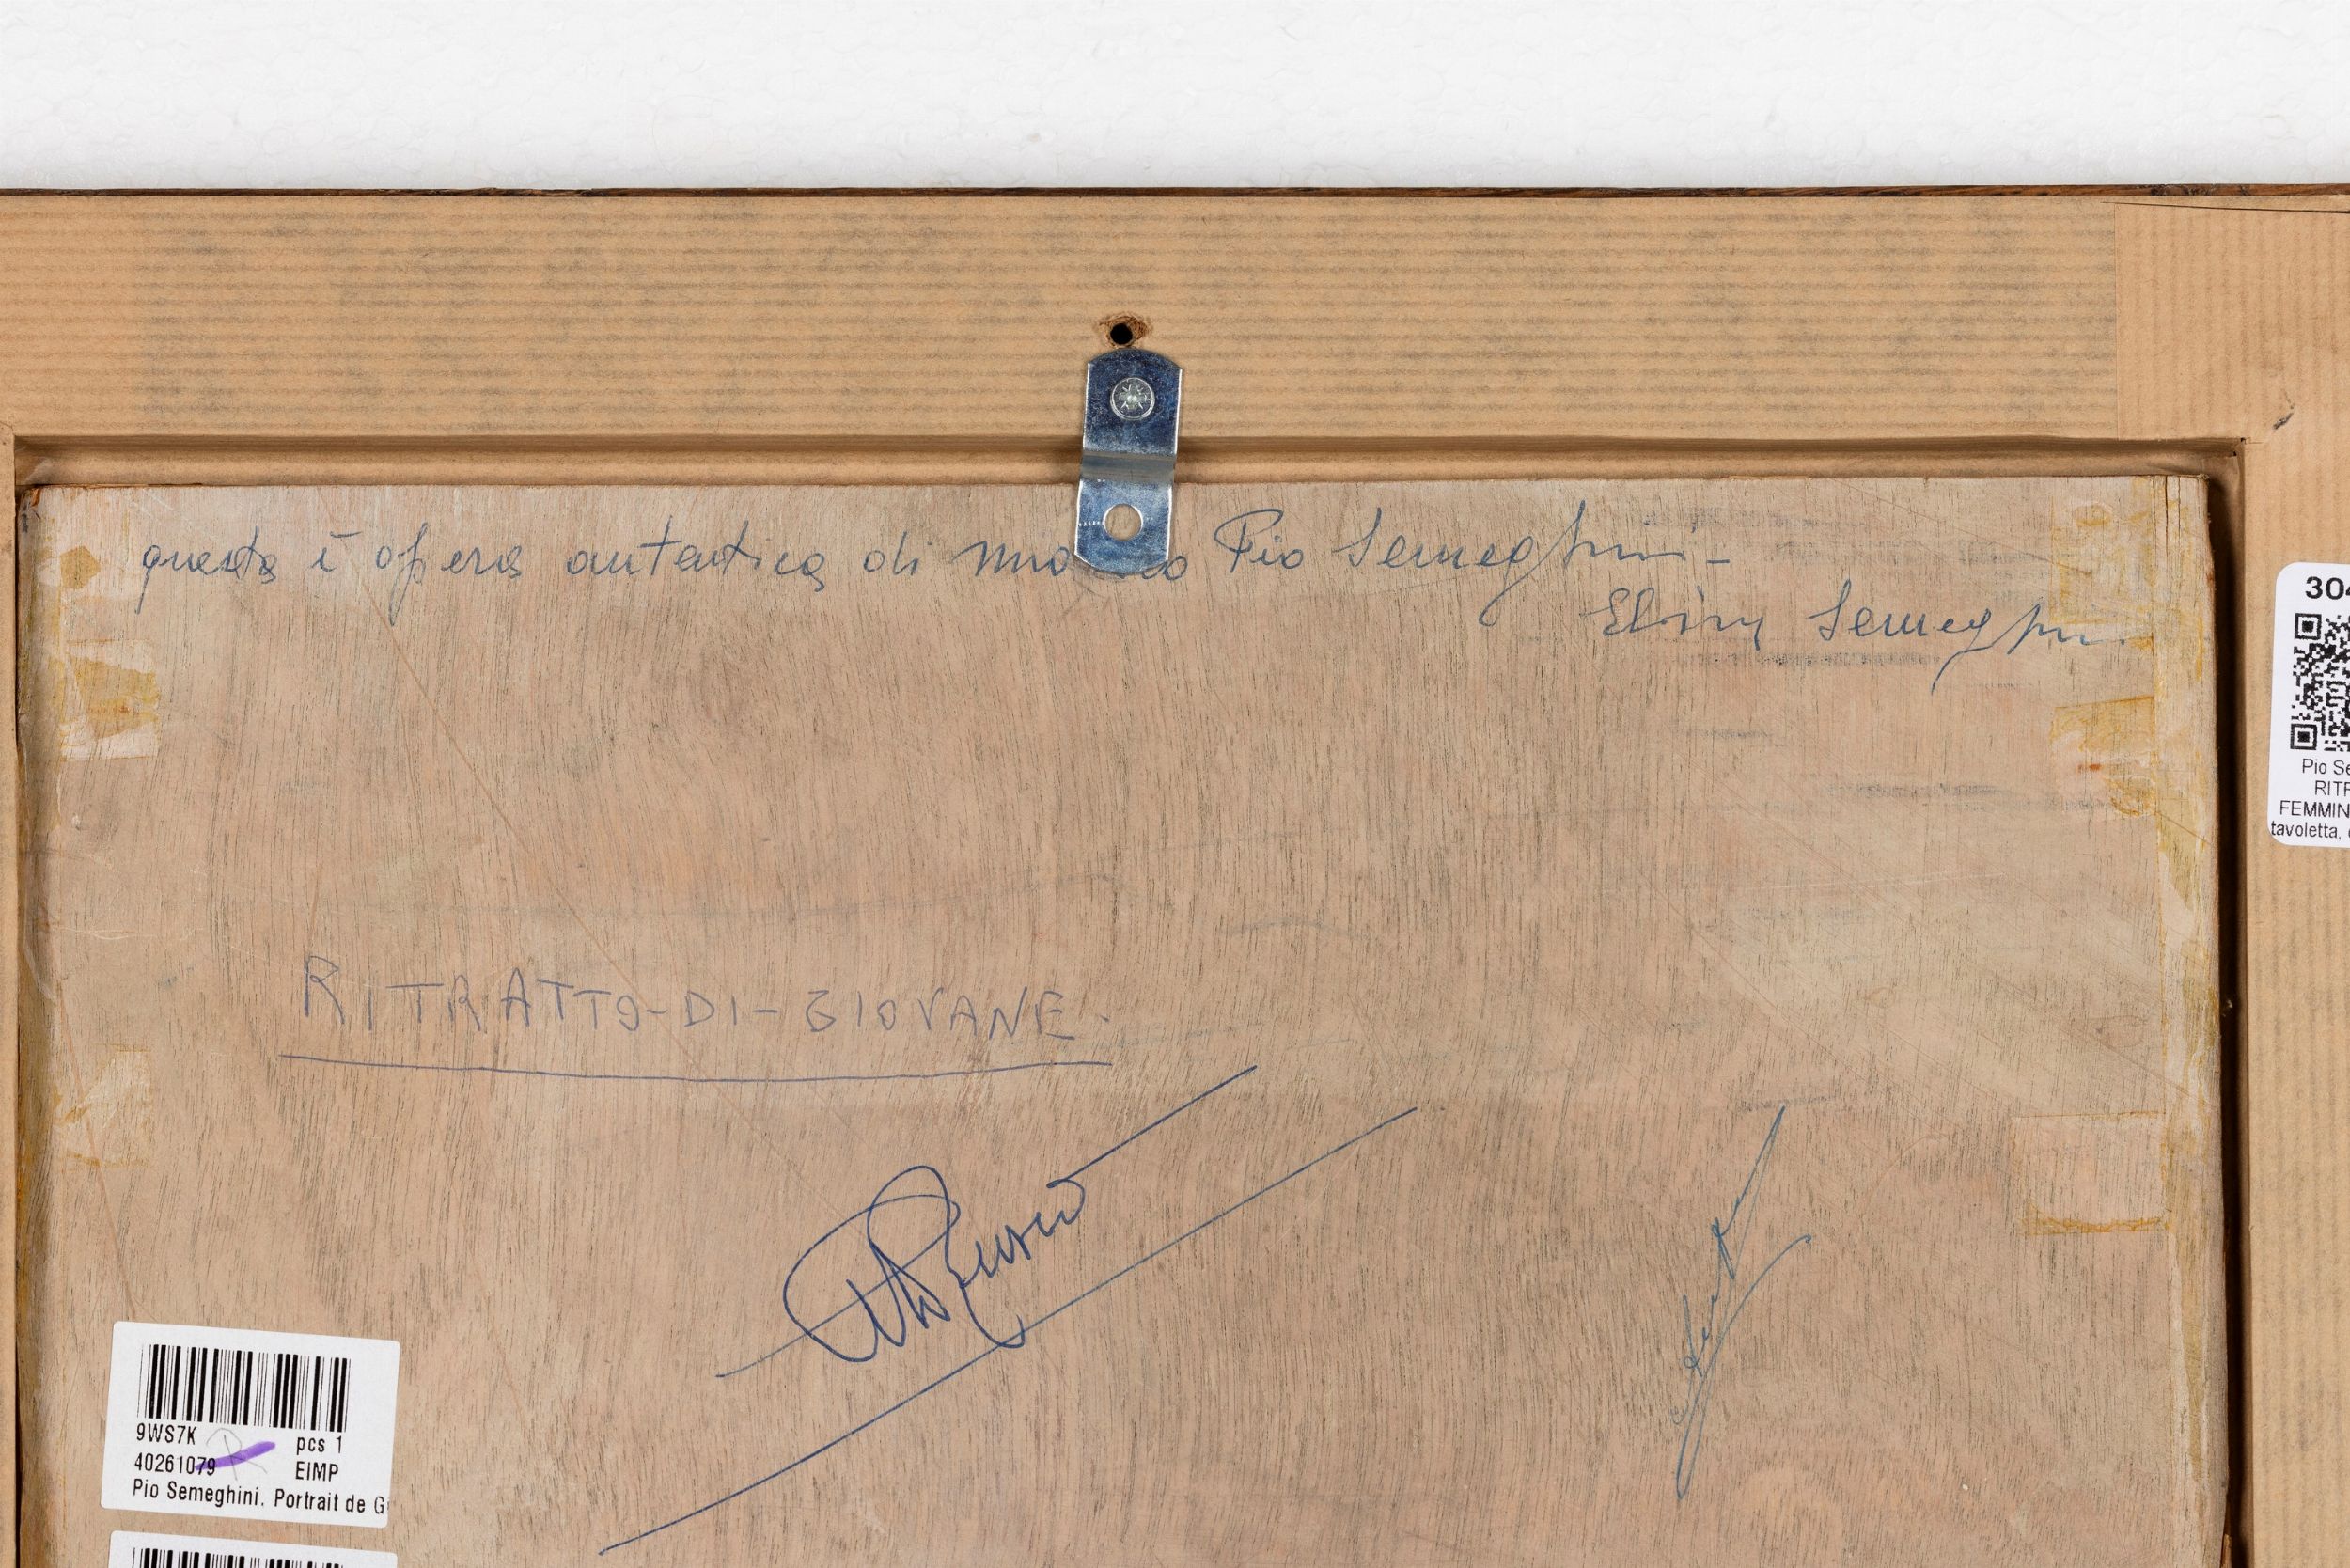 questa è opera autentica di mio Pio Semeghini -
Semeghini
304
Pio Se
RITR
FEMMIN
tavoletta,
RITRATTO-DI-GIOVANE.
9WS7K pcs 1
40261079 EIMP
Pio Semeghini. Portrait de G